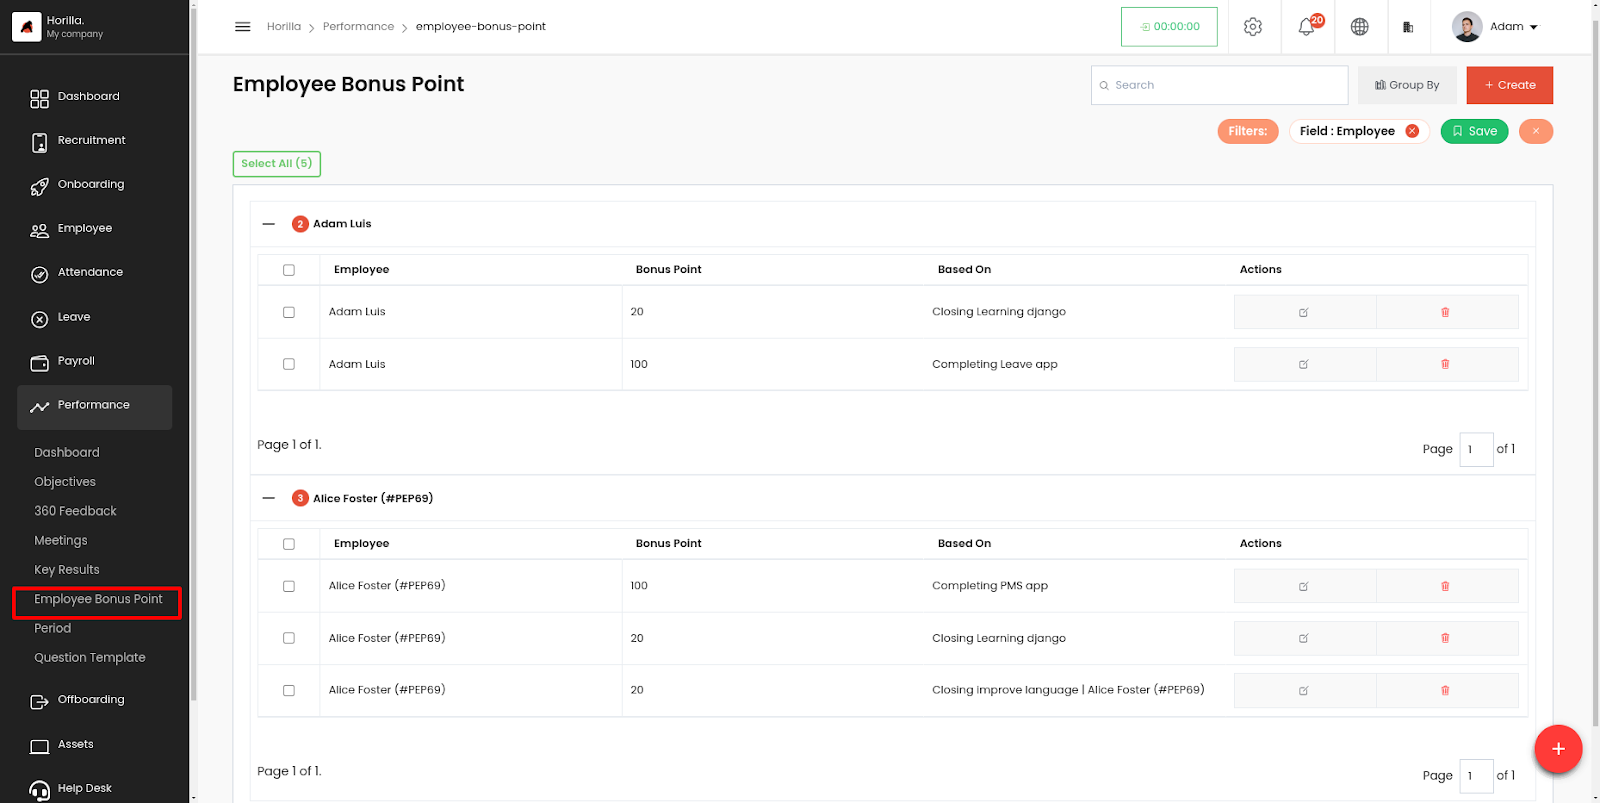 Horilla.
My company
Dashboard
Recruitment
Onboarding
Employee
Attendance
Leave
Payroll
Performance
Dashboard
Objectives
360 Feedback
Meetings
Key Results
Employee Bonus Point
Period
Question Template
Offboarding
Assets
Help Desk
Horilla > Performance > employee-bonus-point
00:00:00
20
Adam
Employee Bonus Point
Search
Group By
+ Create
Filters:
Field : Employee
Save
Select All (5)
2 Adam Luis
Employee Bonus Point Based On Actions
Adam Luis 20 Closing Learning django
Adam Luis 100 Completing Leave app
Page 1 of 1.
Page 1 of 1
3 Alice Foster (#PEP69)
Employee Bonus Point Based On Actions
Alice Foster (#PEP69) 100 Completing PMS app
Alice Foster (#PEP69) 20 Closing Learning django
Alice Foster (#PEP69) 20 Closing improve language | Alice Foster (#PEP69)
Page 1 of 1.
Page 1 of 1